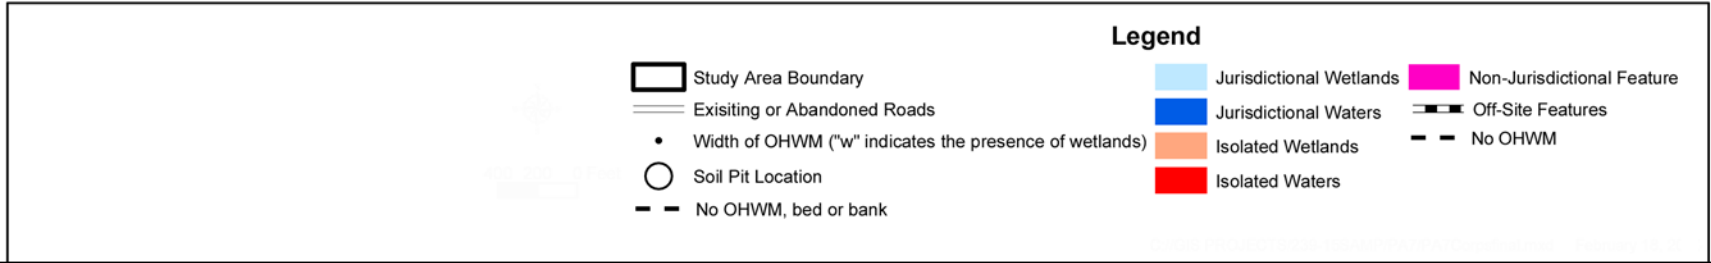 Legend
Study Area Boundary
Exisiting or Abandoned Roads
Width of OHWM ("w" indicates the presence of wetlands)
Soil Pit Location
No OHWM, bed or bank
Jurisdictional Wetlands
Jurisdictional Waters
Isolated Wetlands
Isolated Waters
Non-Jurisdictional Feature
Off-Site Features
No OHWM